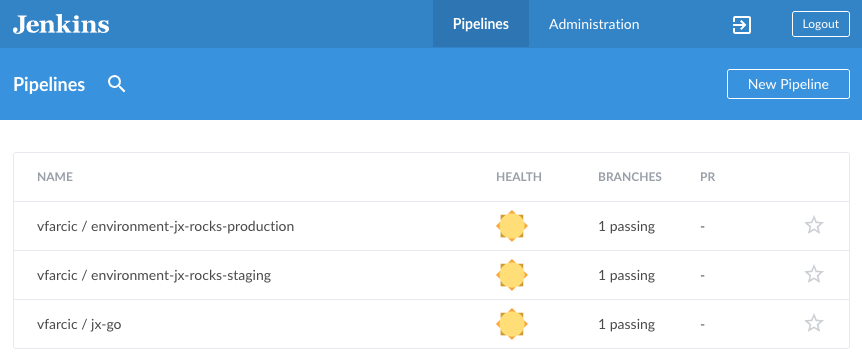 Jenkins Pipelines Administration Logout
Pipelines New Pipeline
NAME HEALTH BRANCHES PR
vfarcic / environment-jx-rocks-production 1 passing -
vfarcic / environment-jx-rocks-staging 1 passing -
vfarcic / jx-go 1 passing -